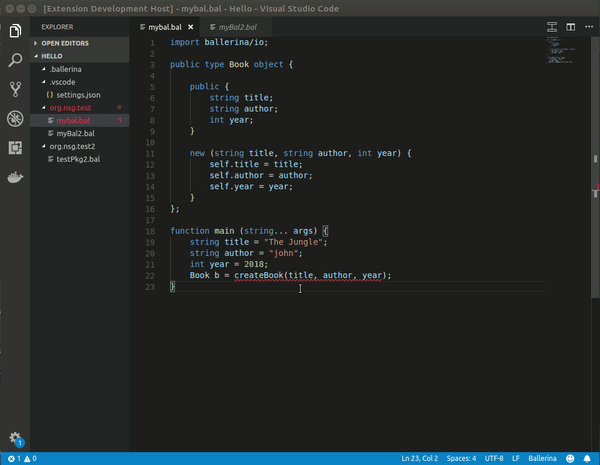 [Extension Development Host] - mybal.bal - Hello - Visual Studio Code
EXPLORER
OPEN EDITORS
HELLO
.ballerina
.vscode
settings.json
org.nsg.test
mybal.bal 1
myBal2.bal
org.nsg.test2
testPkg2.bal
mybal.bal myBal2.bal
1 import ballerina/io;
2
3 public type Book object {
4
5 public {
6 string title;
7 string author;
8 int year;
9 }
10
11 new (string title, string author, int year) {
12 self.title = title;
13 self.author = author;
14 self.year = year;
15 }
16 };
17
18 function main (string... args) {
19 string title = "The Jungle";
20 string author = "john";
21 int year = 2018;
22 Book b = createBook(title, author, year);
23 }
1
1 0 Ln 23, Col 2 Spaces: 4 UTF-8 LF Ballerina